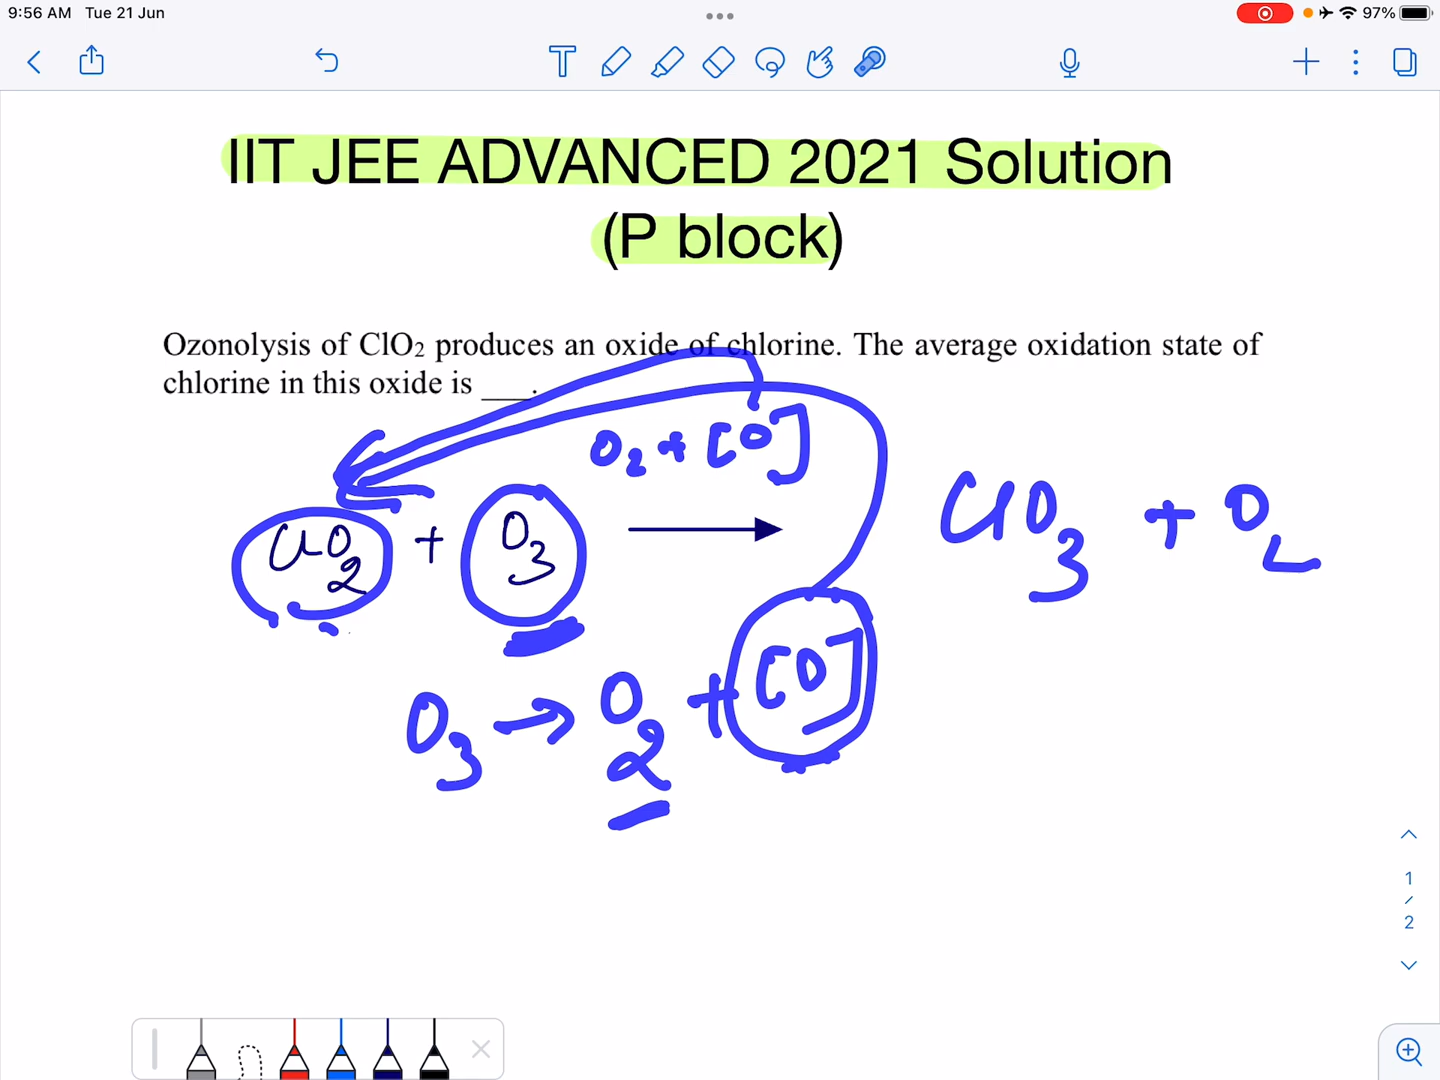 9:56 AM Tue 21 Jun
97%
IIT JEE ADVANCED 2021 Solution
(P block)
Ozonolysis of ClO2 produces an oxide of chlorine. The average oxidation state of
chlorine in this oxide is ____.
O2 + [O]
ClO2 + O3 ClO3 + O2
O3 → O2 + [O]
1
/
2